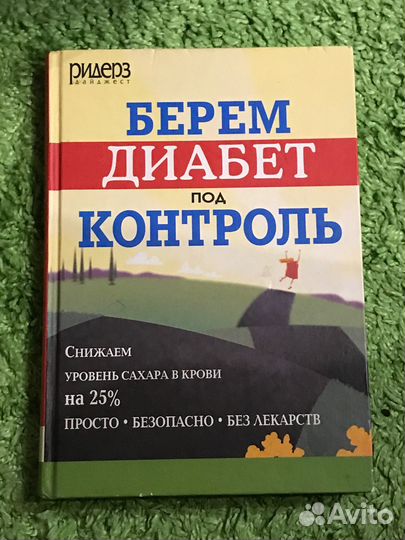 ридерз
дайджест
БЕРЕМ
ДИАБЕТ
ПОД
КОНТРОЛЬ
Снижаем
уровень сахара в крови
на 25%
просто • безопасно • без лекарств
Avito